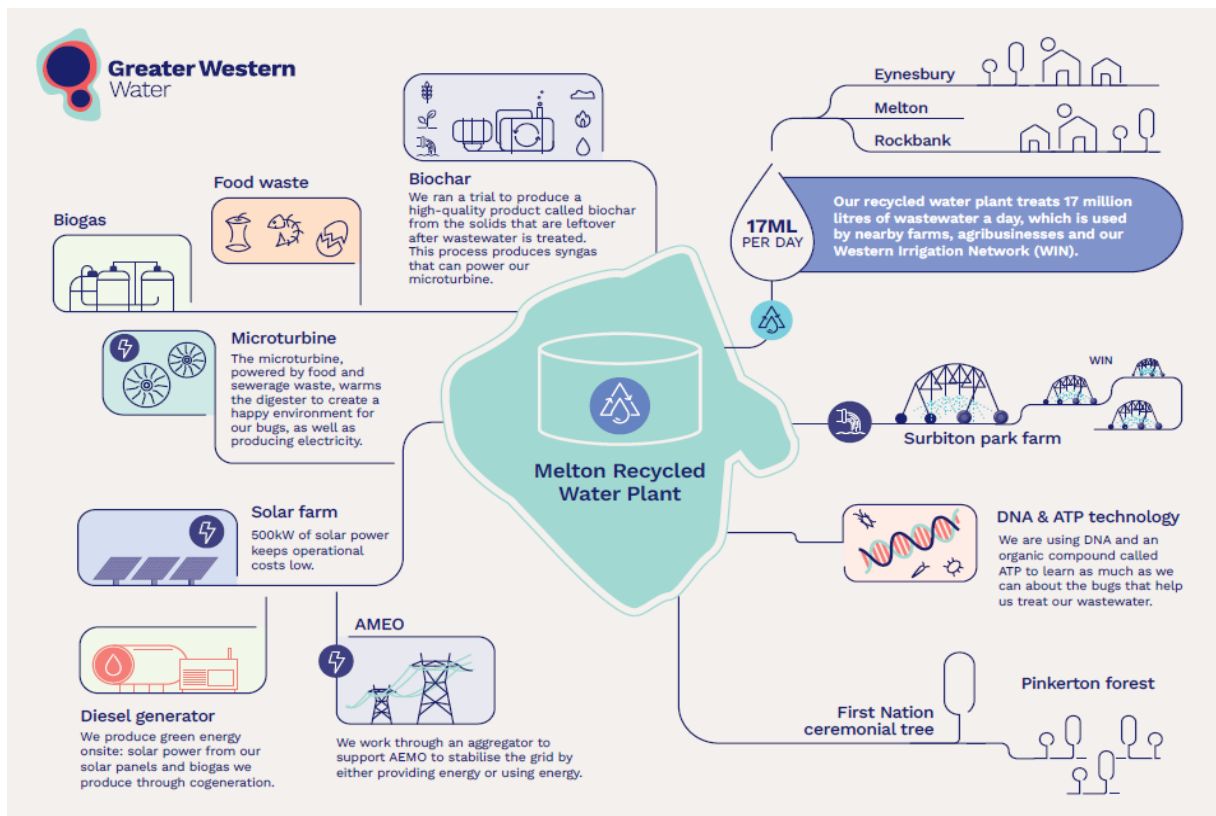 Greater Western
Water
Biogas
Food waste
Biochar
We ran a trial to produce a
high-quality product called biochar
from the solids that are leftover
after wastewater is treated.
This process produces syngas
that can power our
microturbine.
Eynesbury
Melton
Rockbank
17ML
PER DAY
Our recycled water plant treats 17 million
litres of wastewater a day, which is used
by nearby farms, agribusinesses and our
Western Irrigation Network (WIN).
Microturbine
The microturbine,
powered by food and
sewerage waste, warms
the digester to create a
happy environment for
our bugs, as well as
producing electricity.
WIN
Surbiton park farm
Melton Recycled
Water Plant
Solar farm
500kW of solar power
keeps operational
costs low.
DNA & ATP technology
We are using DNA and an
organic compound called
ATP to learn as much as we
can about the bugs that help
us treat our wastewater.
Diesel generator
We produce green energy
onsite: solar power from our
solar panels and biogas we
produce through cogeneration.
AMEO
We work through an aggregator to
support AEMO to stabilise the grid by
either providing energy or using energy.
First Nation
ceremonial tree
Pinkerton forest